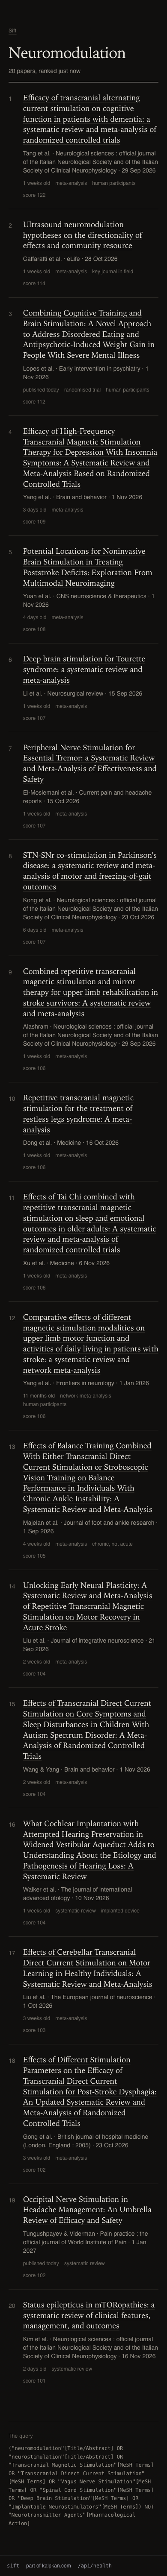 Sift
Neuromodulation
20 papers, ranked just now
1
Efficacy of transcranial alternating
current stimulation on cognitive
function in patients with dementia: a
systematic review and meta-analysis of
randomized controlled trials
Tang et al. · Neurological sciences : official journal
of the Italian Neurological Society and of the Italian
Society of Clinical Neurophysiology · 29 Sep 2026
1 weeks old meta-analysis human participants
score 122
2
Ultrasound neuromodulation
hypotheses on the directionality of
effects and community resource
Caffaratti et al. · eLife · 28 Oct 2026
1 weeks old meta-analysis key journal in field
score 114
3
Combining Cognitive Training and
Brain Stimulation: A Novel Approach
to Address Disordered Eating and
Antipsychotic-Induced Weight Gain in
People With Severe Mental Illness
Lopes et al. · Early intervention in psychiatry · 1
Nov 2026
published today randomised trial human participants
score 112
4
Efficacy of High-Frequency
Transcranial Magnetic Stimulation
Therapy for Depression With Insomnia
Symptoms: A Systematic Review and
Meta-Analysis Based on Randomized
Controlled Trials
Yang et al. · Brain and behavior · 1 Nov 2026
3 days old meta-analysis
score 109
5
Potential Locations for Noninvasive
Brain Stimulation in Treating
Poststroke Deficits: Exploration From
Multimodal Neuroimaging
Yuan et al. · CNS neuroscience & therapeutics · 1
Nov 2026
4 days old meta-analysis
score 108
6
Deep brain stimulation for Tourette
syndrome: a systematic review and
meta-analysis
Li et al. · Neurosurgical review · 15 Sep 2026
1 weeks old meta-analysis
score 107
7
Peripheral Nerve Stimulation for
Essential Tremor: a Systematic Review
and Meta-Analysis of Effectiveness and
Safety
El-Moslemani et al. · Current pain and headache
reports · 15 Oct 2026
1 weeks old meta-analysis
score 107
8
STN-SNr co-stimulation in Parkinson's
disease: a systematic review and meta-
analysis of motor and freezing-of-gait
outcomes
Kong et al. · Neurological sciences : official journal
of the Italian Neurological Society and of the Italian
Society of Clinical Neurophysiology · 23 Oct 2026
6 days old meta-analysis
score 107
9
Combined repetitive transcranial
magnetic stimulation and mirror
therapy for upper limb rehabilitation in
stroke survivors: A systematic review
and meta-analysis
Alashram · Neurological sciences : official journal
of the Italian Neurological Society and of the Italian
Society of Clinical Neurophysiology · 29 Sep 2026
1 weeks old meta-analysis
score 106
10
Repetitive transcranial magnetic
stimulation for the treatment of
restless legs syndrome: A meta-
analysis
Dong et al. · Medicine · 16 Oct 2026
1 weeks old meta-analysis
score 106
11
Effects of Tai Chi combined with
repetitive transcranial magnetic
stimulation on sleep and emotional
outcomes in older adults: A systematic
review and meta-analysis of
randomized controlled trials
Xu et al. · Medicine · 6 Nov 2026
1 weeks old meta-analysis
score 106
12
Comparative effects of different
magnetic stimulation modalities on
upper limb motor function and
activities of daily living in patients with
stroke: a systematic review and
network meta-analysis
Yang et al. · Frontiers in neurology · 1 Jan 2026
11 months old network meta-analysis
human participants
score 106
13
Effects of Balance Training Combined
With Either Transcranial Direct
Current Stimulation or Stroboscopic
Vision Training on Balance
Performance in Individuals With
Chronic Ankle Instability: A
Systematic Review and Meta-Analysis
Majelan et al. · Journal of foot and ankle research ·
1 Sep 2026
4 weeks old meta-analysis chronic, not acute
score 105
14
Unlocking Early Neural Plasticity: A
Systematic Review and Meta-Analysis
of Repetitive Transcranial Magnetic
Stimulation on Motor Recovery in
Acute Stroke
Liu et al. · Journal of integrative neuroscience · 21
Sep 2026
2 weeks old meta-analysis
score 104
15
Effects of Transcranial Direct Current
Stimulation on Core Symptoms and
Sleep Disturbances in Children With
Autism Spectrum Disorder: A Meta-
Analysis of Randomized Controlled
Trials
Wang & Yang · Brain and behavior · 1 Nov 2026
2 weeks old meta-analysis
score 104
16
What Cochlear Implantation with
Attempted Hearing Preservation in
Widened Vestibular Aqueduct Adds to
Understanding About the Etiology and
Pathogenesis of Hearing Loss: A
Systematic Review
Walker et al. · The journal of international
advanced otology · 10 Nov 2026
1 weeks old systematic review implanted device
score 104
17
Effects of Cerebellar Transcranial
Direct Current Stimulation on Motor
Learning in Healthy Individuals: A
Systematic Review and Meta-Analysis
Liu et al. · The European journal of neuroscience ·
1 Oct 2026
3 weeks old meta-analysis
score 103
18
Effects of Different Stimulation
Parameters on the Efficacy of
Transcranial Direct Current
Stimulation for Post-Stroke Dysphagia:
An Updated Systematic Review and
Meta-Analysis of Randomized
Controlled Trials
Gong et al. · British journal of hospital medicine
(London, England : 2005) · 23 Oct 2026
3 weeks old meta-analysis
score 102
19
Occipital Nerve Stimulation in
Headache Management: An Umbrella
Review of Efficacy and Safety
Tungushpayev & Viderman · Pain practice : the
official journal of World Institute of Pain · 1 Jan
2027
published today systematic review
score 102
20
Status epilepticus in mTORopathies: a
systematic review of clinical features,
management, and outcomes
Kim et al. · Neurological sciences : official journal
of the Italian Neurological Society and of the Italian
Society of Clinical Neurophysiology · 16 Nov 2026
2 days old systematic review
score 101
The query
("neuromodulation"[Title/Abstract] OR
"neurostimulation"[Title/Abstract] OR
"Transcranial Magnetic Stimulation"[MeSH Terms]
OR "Transcranial Direct Current Stimulation"
[MeSH Terms] OR "Vagus Nerve Stimulation"[MeSH
Terms] OR "Spinal Cord Stimulation"[MeSH Terms]
OR "Deep Brain Stimulation"[MeSH Terms] OR
"Implantable Neurostimulators"[MeSH Terms]) NOT
"Neurotransmitter Agents"[Pharmacological
Action]
sift part of kadpkan.com /api/health